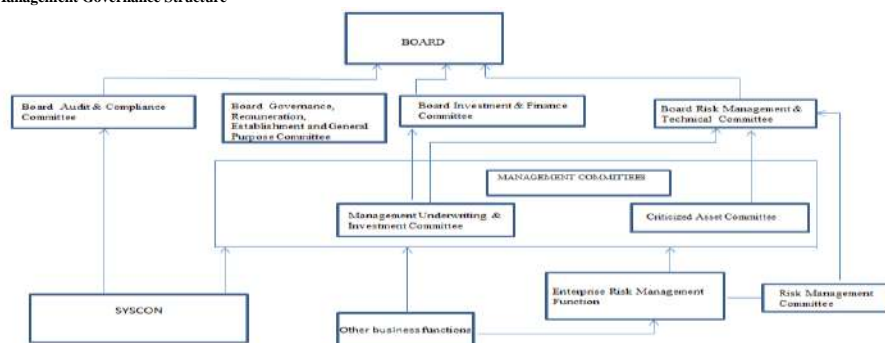 Management Governance Structure
BOARD
Board Audit & Compliance
Committee
Board Governance,
Remuneration,
Establishment and General
Purpose Committee
Board Investment & Finance
Committee
Board Risk Management &
Technical Committee
MANAGEMENT COMMITTEES
Management Underwriting &
Investment Committee
Criticized Asset Committee
SYSCON
Other business functions
Enterprise Risk Management
Function
Risk Management
Committee